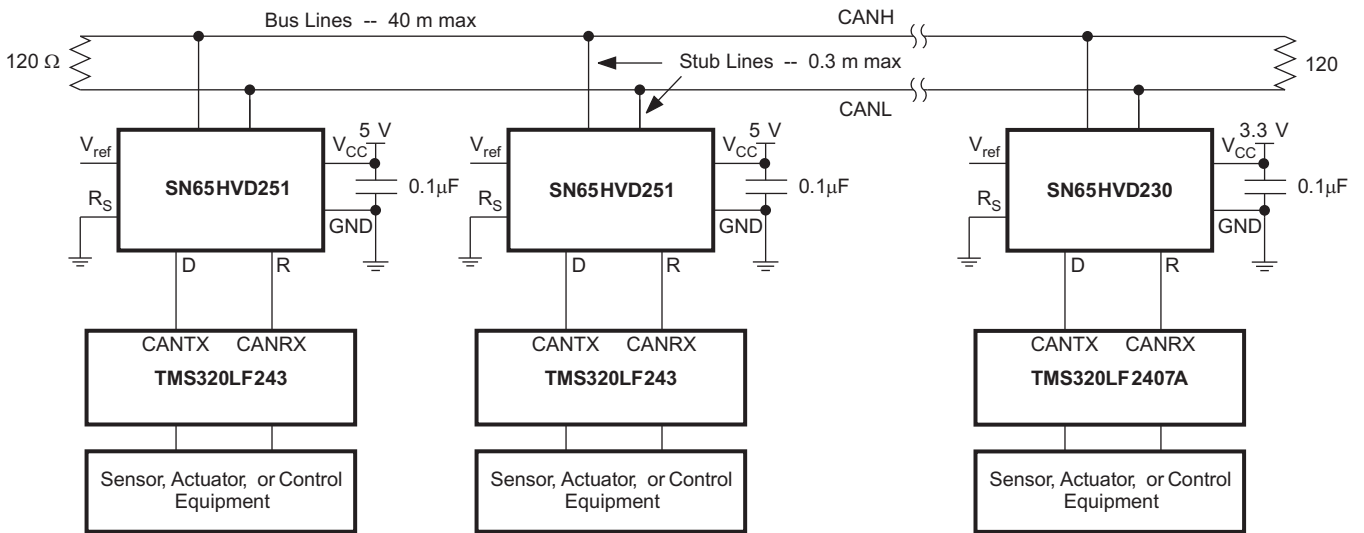 Bus Lines -- 40 m max
CANH
120 Ω
Stub Lines -- 0.3 m max
120
CANL
5 V
5 V
3.3 V
Vref
VCC
Vref
VCC
Vref
VCC
SN65HVD251
0.1μF
SN65HVD251
0.1μF
SN65HVD230
0.1μF
RS
GND
RS
GND
RS
GND
D
R
D
R
D
R
CANTX CANRX
CANTX CANRX
CANTX CANRX
TMS320LF243
TMS320LF243
TMS320LF2407A
Sensor, Actuator, or Control
Equipment
Sensor, Actuator, or Control
Equipment
Sensor, Actuator, or Control
Equipment